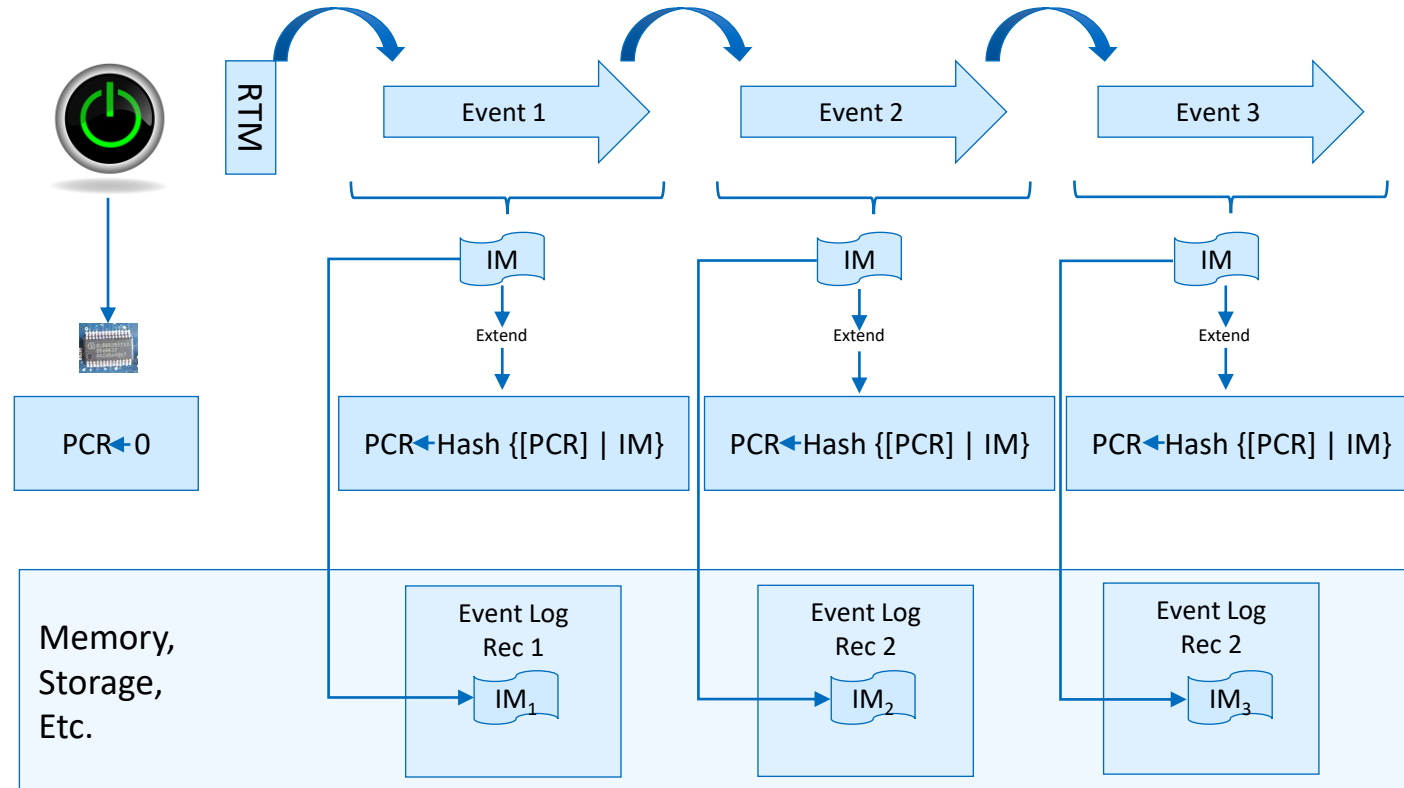 RTM
Event 1
Event 2
Event 3
IM
IM
IM
Extend
Extend
Extend
PCR←0
PCR←Hash {[PCR] | IM}
PCR←Hash {[PCR] | IM}
PCR←Hash {[PCR] | IM}
Memory,
Storage,
Etc.
Event Log
Rec 1
IM₁
Event Log
Rec 2
IM₂
Event Log
Rec 2
IM₃